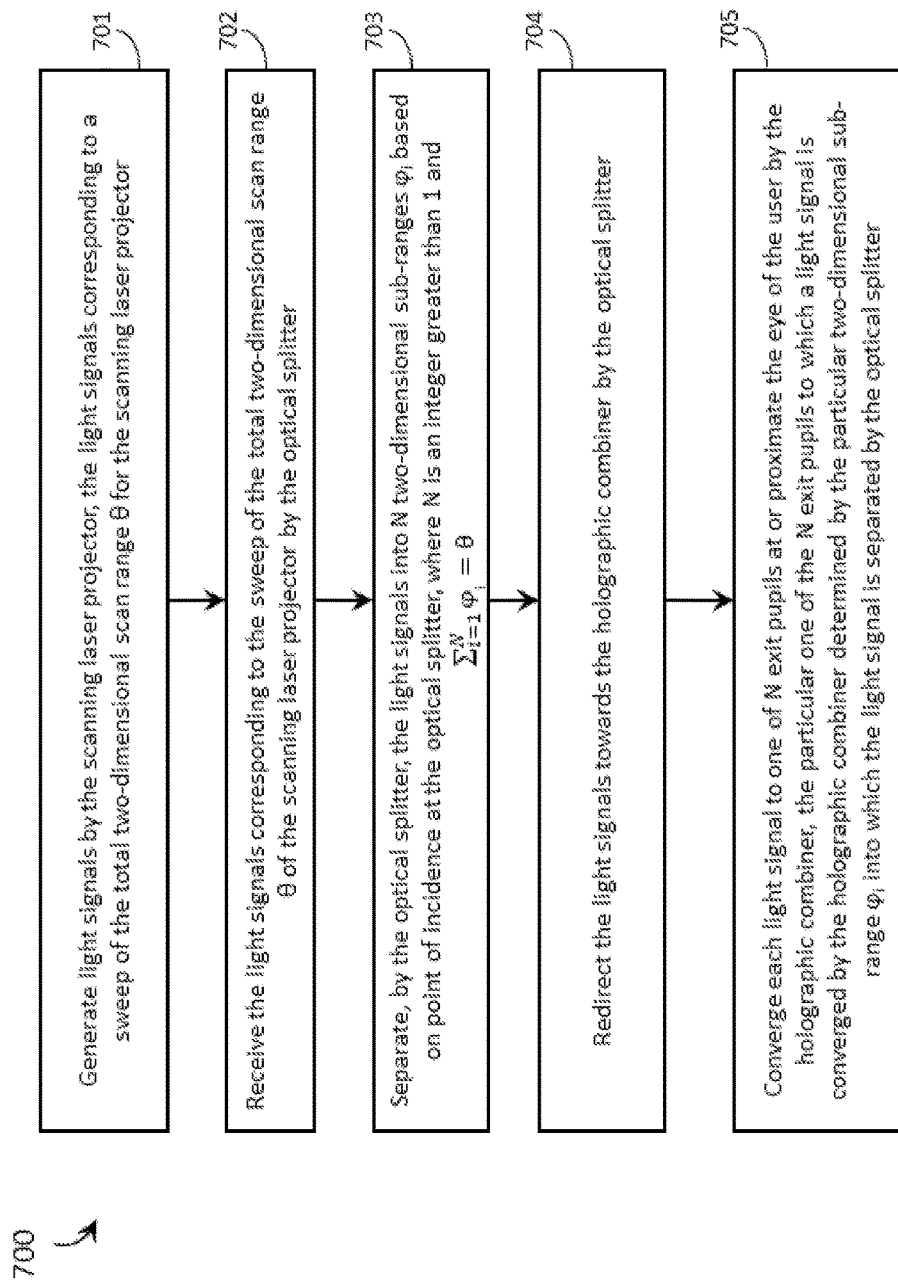 700
701
Generate light signals by the scanning laser projector, the light signals corresponding to a
sweep of the total two-dimensional scan range θ for the scanning laser projector
702
Receive the light signals corresponding to the sweep of the total two-dimensional scan range
θ of the scanning laser projector by the optical splitter
703
Separate, by the optical splitter, the light signals into N two-dimensional sub-ranges φi based
on point of incidence at the optical splitter, where N is an integer greater than 1 and
∑_{i=1}^{N} φ_i = θ
704
Redirect the light signals towards the holographic combiner by the optical splitter
705
Converge each light signal to one of N exit pupils at or proximate the eye of the user by the
holographic combiner, the particular one of the N exit pupils to which a light signal is
converged by the holographic combiner determined by the particular two-dimensional sub-
range φi into which the light signal is separated by the optical splitter